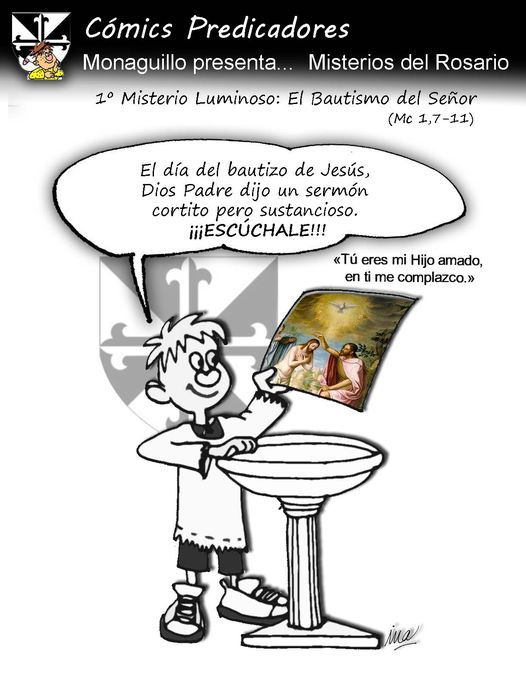 Cómics Predicadores
Monaguillo presenta... Misterios del Rosario
1º Misterio Luminoso: El Bautismo del Señor
(Mc 1,7-11)
El día del bautizo de Jesús,
Dios Padre dijo un sermón
cortito pero sustancioso.
¡¡¡ESCÚCHALE!!!
«Tú eres mi Hijo amado,
en ti me complazco.»